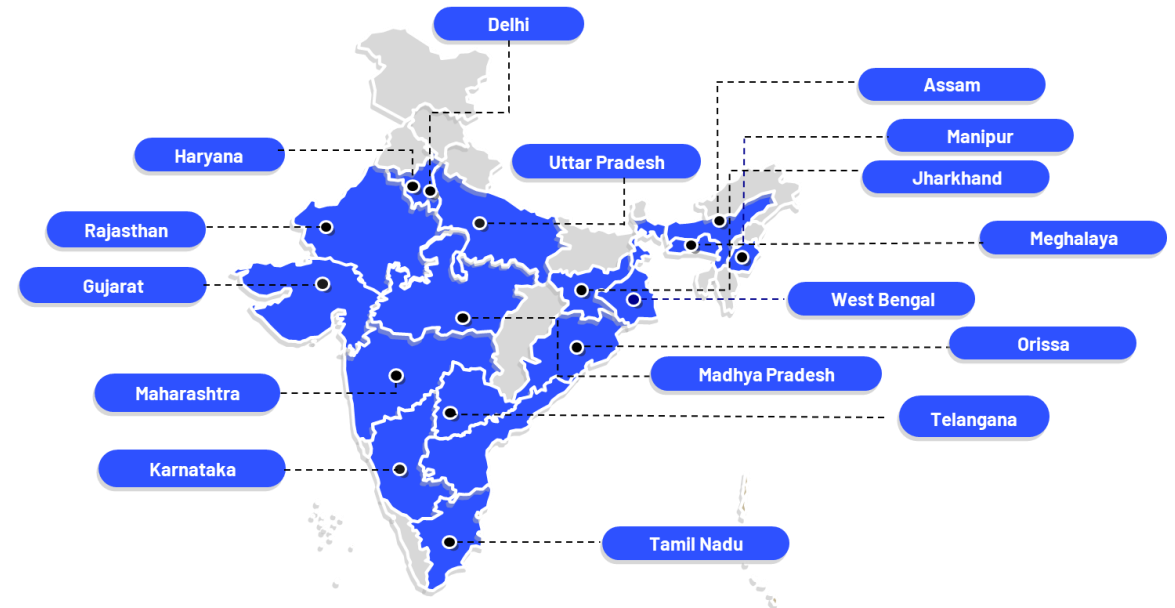 Delhi
Assam
Manipur
Haryana
Uttar Pradesh
Jharkhand
Rajasthan
Meghalaya
Gujarat
West Bengal
Orissa
Madhya Pradesh
Maharashtra
Telangana
Karnataka
Tamil Nadu